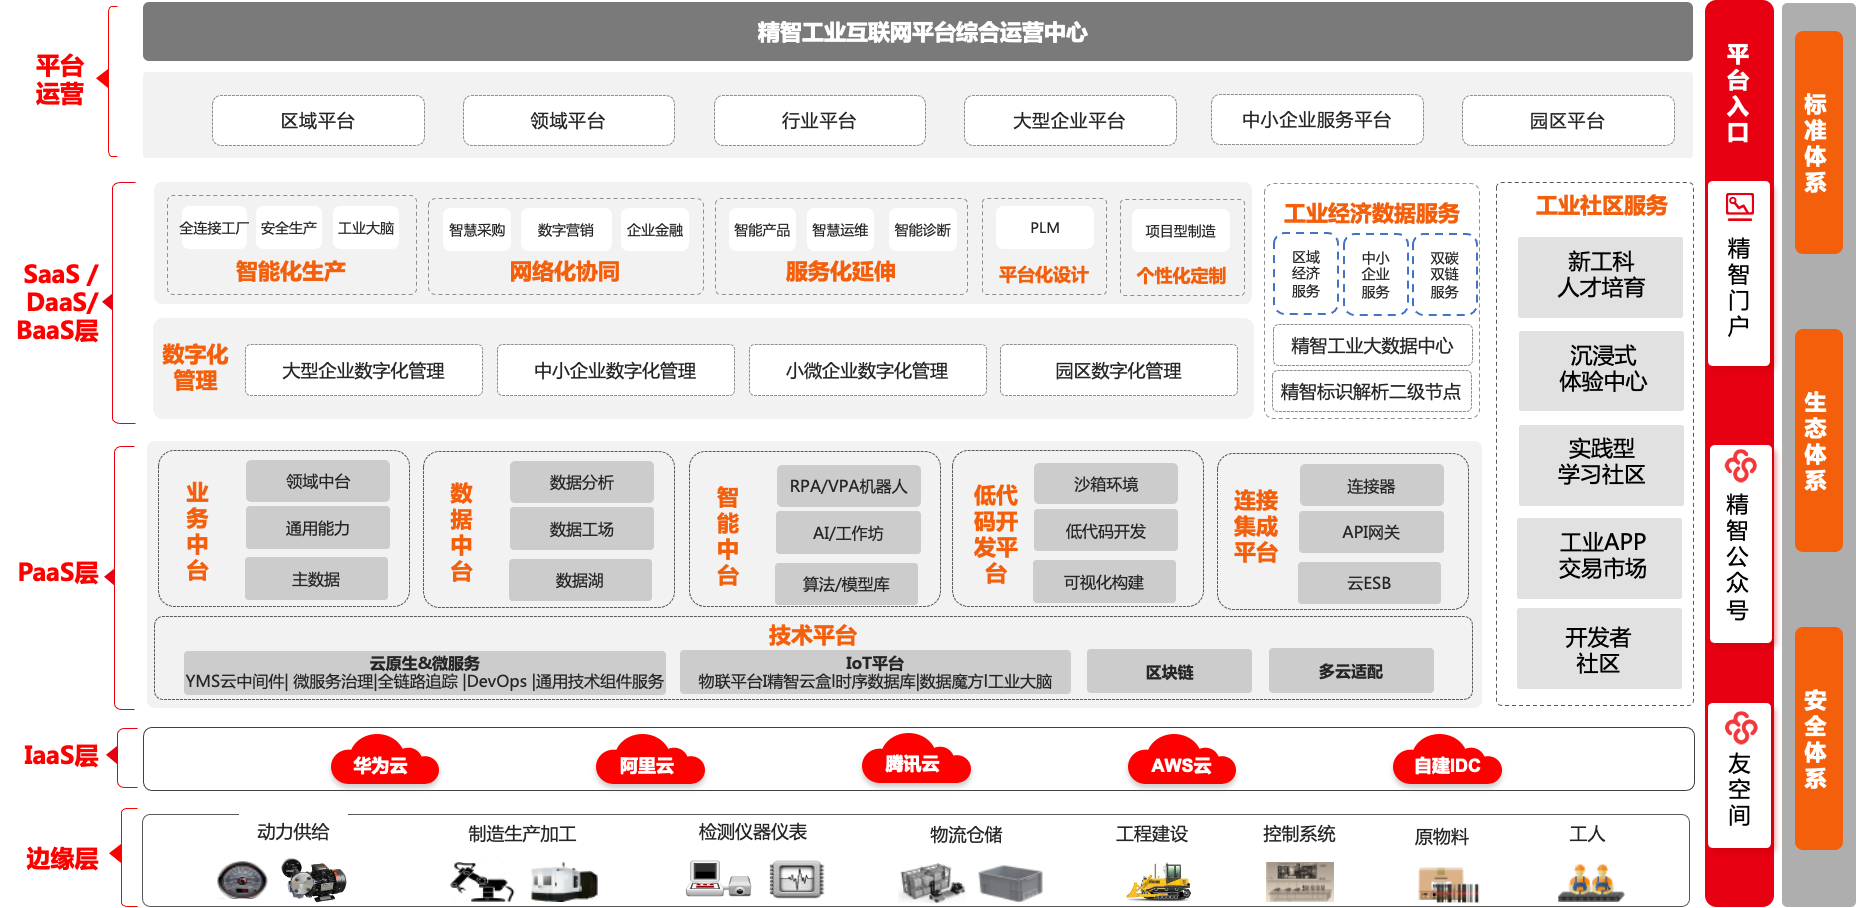 平台
运营
精智工业互联网平台综合运营中心
区域平台
领域平台
行业平台
大型企业平台
中小企业服务平台
园区平台
SaaS /
DaaS/
BaaS层
全连接工厂
安全生产
工业大脑
智能化生产
智慧采购
数字营销
企业金融
网络化协同
智能产品
智慧运维
智能诊断
服务化延伸
PLM
平台化设计
项目型制造
个性化定制
数字化
管理
大型企业数字化管理
中小企业数字化管理
小微企业数字化管理
园区数字化管理
工业经济数据服务
区域
经济
服务
中小
企业
服务
双碳
双链
服务
精智工业大数据中心
精智标识解析二级节点
工业社区服务
新工科
人才培育
沉浸式
体验中心
实践型
学习社区
工业APP
交易市场
开发者
社区
PaaS层
业务中台
领域中台
通用能力
主数据
数据中台
数据分析
数据工场
数据湖
智能中台
RPA/VPA机器人
AI/工作坊
算法/模型库
低代
码开
发平
台
沙箱环境
低代码开发
可视化构建
连接
集成
平台
连接器
API网关
云ESB
技术平台
云原生&微服务
YMS云中间件| 微服务治理|全链路追踪 |DevOps |通用技术组件服务
IoT平台
物联平台I精智云盒I时序数据库|数据魔方I工业大脑
区块链
多云适配
IaaS层
华为云
阿里云
腾讯云
AWS云
自建IDC
边缘层
动力供给
制造生产加工
检测仪器仪表
物流仓储
工程建设
控制系统
原物料
工人
平台入口
精智门户
精智公众号
友空间
标准体系
生态体系
安全体系